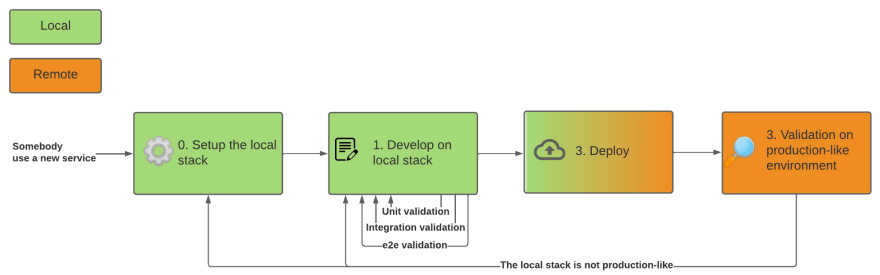 Local
Remote
Somebody
use a new service
0. Setup the local
stack
1. Develop on
local stack
3. Deploy
3. Validation on
production-like
environment
Unit validation
Integration validation
e2e validation
The local stack is not production-like